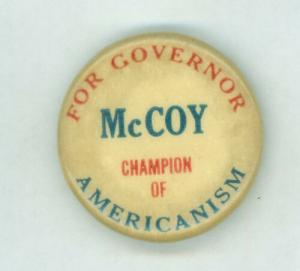 FOR GOVERNOR
McCOY
CHAMPION
OF
AMERICANISM